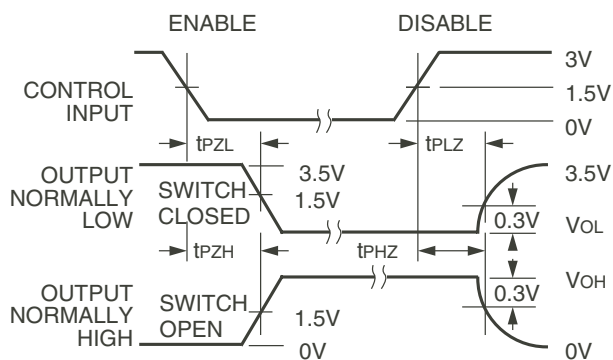 ENABLE DISABLE
3V
CONTROL
INPUT
1.5V
0V
tPZL tPLZ
OUTPUT
NORMALLY
LOW
SWITCH
CLOSED
3.5V
1.5V
3.5V
0.3V
VOL
tPZH tPHZ
VOH
0.3V
OUTPUT
NORMALLY
HIGH
SWITCH
OPEN
1.5V
0V
0V